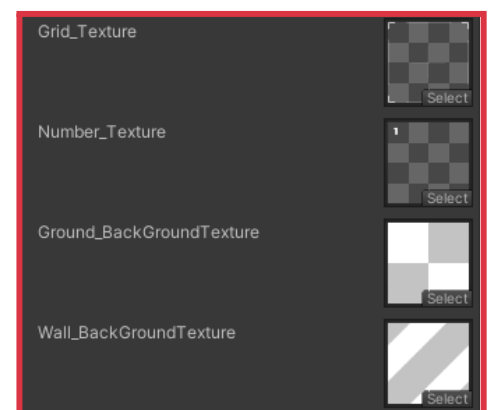 Grid_Texture
Select
Number_Texture
1
Select
Ground_BackGroundTexture
Select
Wall_BackGroundTexture
Select